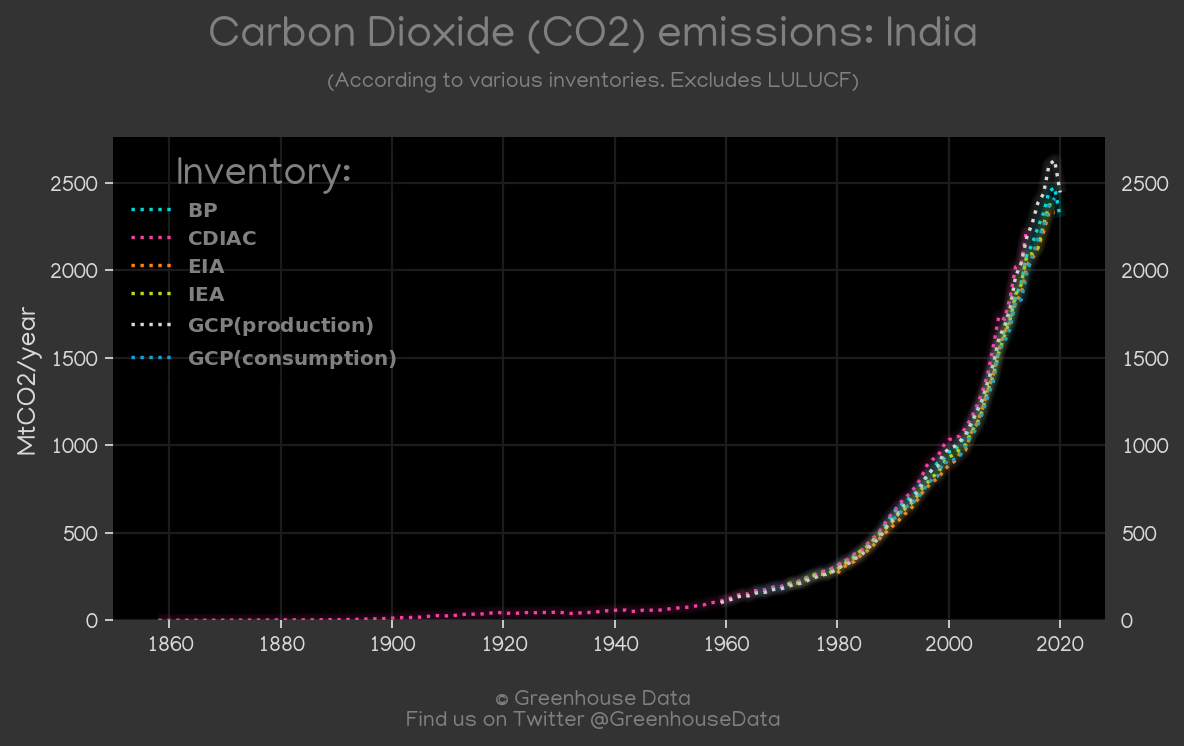 Carbon Dioxide (CO2) emissions: India
(According to various inventories. Excludes LULUCF)
Inventory:
BP
CDIAC
EIA
IEA
GCP(production)
GCP(consumption)
MtCO2/year
2500
2000
1500
1000
500
0
2500
2000
1500
1000
500
0
1860 1880 1900 1920 1940 1960 1980 2000 2020
© Greenhouse Data
Find us on Twitter @GreenhouseData